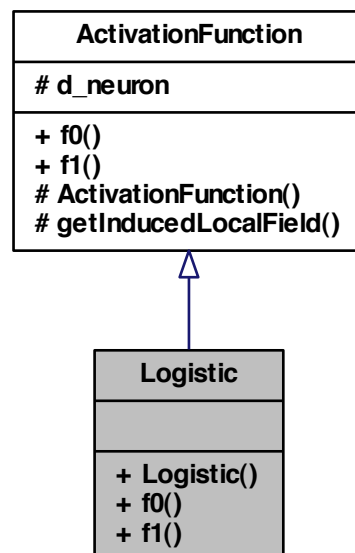 ActivationFunction
# d_neuron
+ f0()
+ f1()
# ActivationFunction()
# getInducedLocalField()
Logistic
+ Logistic()
+ f0()
+ f1()